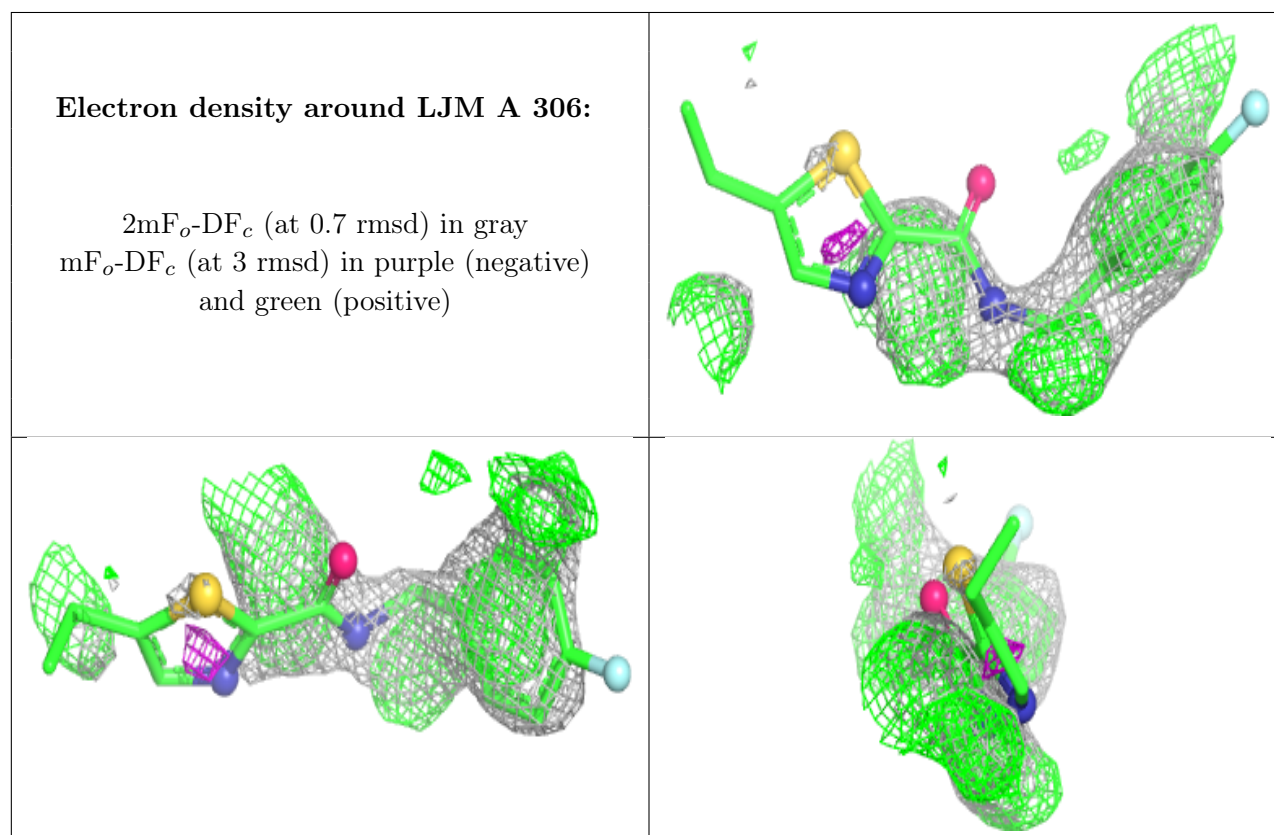 Electron density around LJM A 306:
2mFo-DFc (at 0.7 rmsd) in gray
mFo-DFc (at 3 rmsd) in purple (negative)
and green (positive)